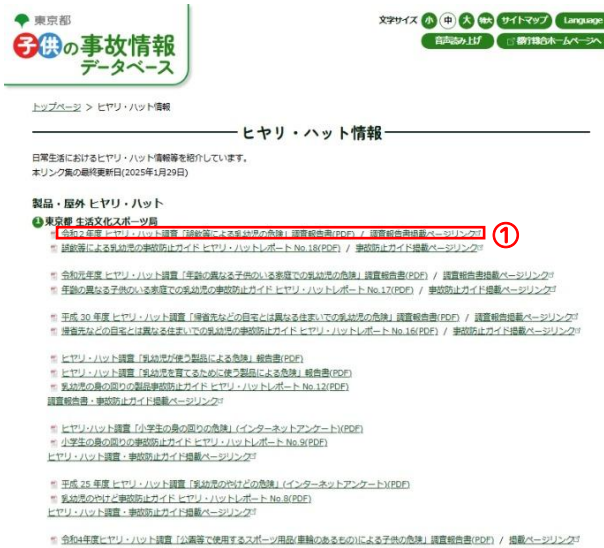 東京都
子供の事故情報
データベース
文字サイズ 小 中 大 特大 サイトマップ Language
音声読み上げ 都庁総合ホームページへ
トップページ > ヒヤリ・ハット情報
ヒヤリ・ハット情報
日常生活におけるヒヤリ・ハット情報等を紹介しています。
本リンク集の最終更新日(2025年1月29日)
製品・屋外 ヒヤリ・ハット
1 東京都 生活文化スポーツ局
令和2年度 ヒヤリ・ハット調査「誤飲等による乳幼児の危険」調査報告書(PDF) / 調査報告書掲載ページリンク ①
誤飲等による乳幼児の事故防止ガイド ヒヤリ・ハットレポート No.18(PDF) / 事故防止ガイド掲載ページリンク
令和元年度 ヒヤリ・ハット調査「年齢の異なる子供のいる家庭での乳幼児の危険」調査報告書(PDF) / 調査報告書掲載ページリンク
年齢の異なる子供のいる家庭での乳幼児の事故防止ガイド ヒヤリ・ハットレポート No.17(PDF) / 事故防止ガイド掲載ページリンク
平成 30 年度 ヒヤリ・ハット調査「帰省先などの自宅とは異なる住まいでの乳幼児の危険」調査報告書(PDF) / 調査報告書掲載ページリンク
帰省先などの自宅とは異なる住まいでの乳幼児の事故防止ガイド ヒヤリ・ハットレポート No.16(PDF) / 事故防止ガイド掲載ページリンク
ヒヤリ・ハット調査「乳幼児が使う製品による危険」報告書(PDF)
ヒヤリ・ハット調査「乳幼児を育てるために使う製品による危険」報告書(PDF)
乳幼児の身の回りの製品事故防止ガイド ヒヤリ・ハットレポート No.12(PDF)
調査報告書・事故防止ガイド掲載ページリンク
ヒヤリ・ハット調査「小学生の身の回りの危険」(インターネットアンケート)(PDF)
小学生の身の回りの事故防止ガイド ヒヤリ・ハットレポート No.9(PDF)
ヒヤリ・ハット調査・事故防止ガイド掲載ページリンク
平成 25 年度 ヒヤリ・ハット調査「乳幼児のやけどの危険」(インターネットアンケート)(PDF)
乳幼児のやけど事故防止ガイド ヒヤリ・ハットレポート No.8(PDF)
ヒヤリ・ハット調査・事故防止ガイド掲載ページリンク
令和4年度ヒヤリ・ハット調査「公園等で使用するスポーツ用品(車輪のあるもの)による子供の危険」調査報告書(PDF) / 掲載ページリンク